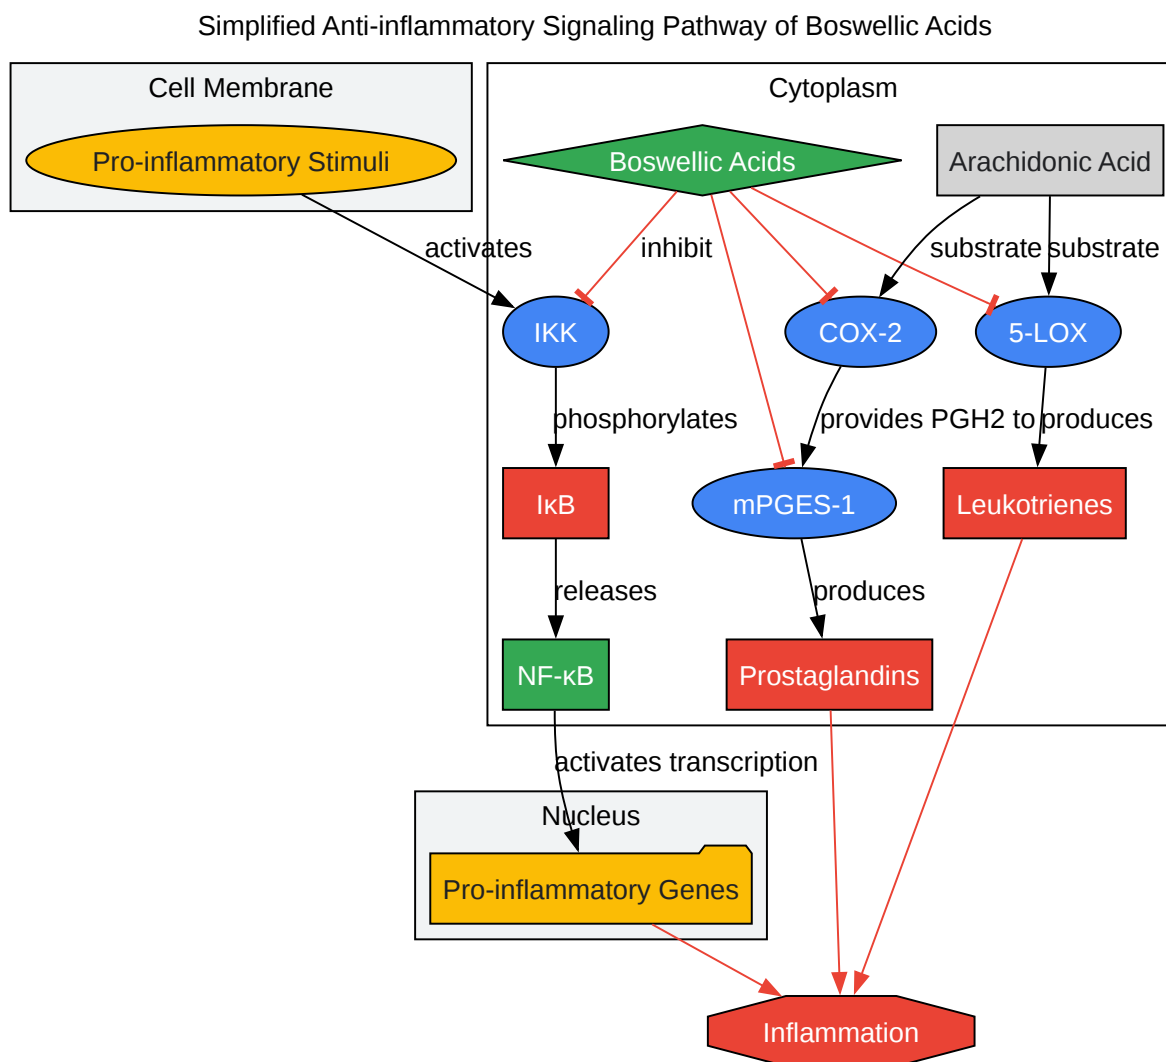 Simplified Anti-inflammatory Signaling Pathway of Boswellic Acids
Cell Membrane
Cytoplasm
Pro-inflammatory Stimuli
Boswellic Acids
Arachidonic Acid
activates
inhibit
substrate
substrate
IKK
COX-2
5-LOX
phosphorylates
provides PGH2 to
produces
IκB
mPGES-1
Leukotrienes
releases
produces
NF-κB
Prostaglandins
activates transcription
Nucleus
Pro-inflammatory Genes
Inflammation